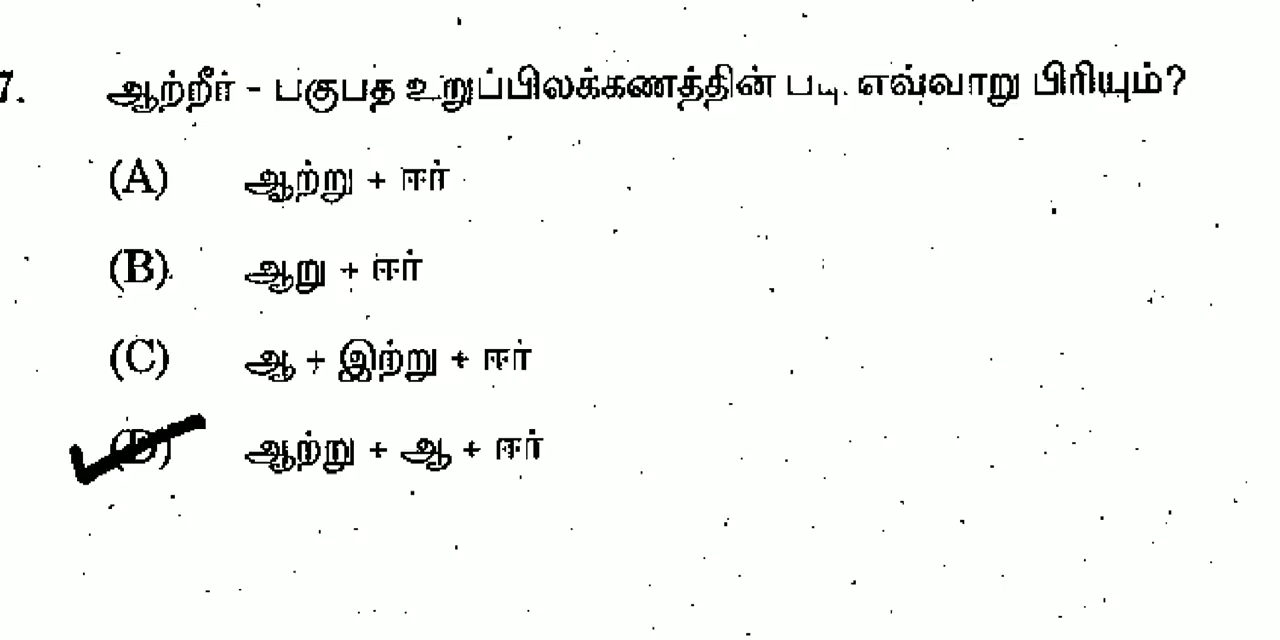 7. ஆற்றீர் - பகுபத உறுப்பிலக்கணத்தின் படி எவ்வாறு பிரியும்?
(A) ஆற்று + ஈர்
(B) ஆறு + ஈர்
(C) ஆ + இற்று + ஈர்
(D) ஆற்று + ஆ + ஈர்